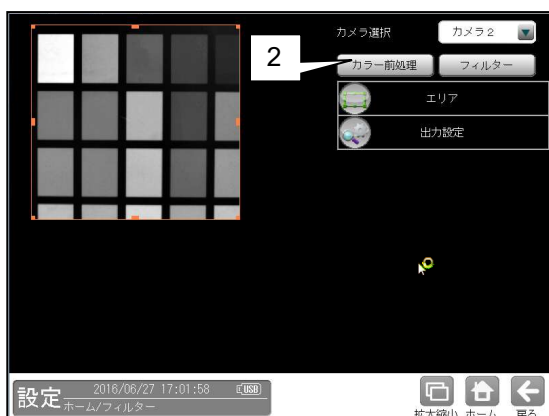 カメラ選択 カメラ2
2
カラー前処理 フィルター
エリア
出力設定
設定 2016/06/27 17:01:58 USB
ホーム/フィルター
拡大縮小 ホーム 戻る